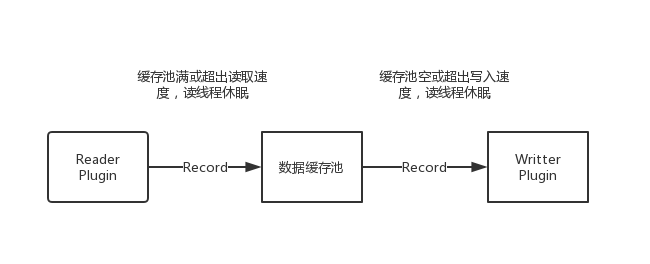 缓存池满或超出读取速
度，读线程休眠
缓存池空或超出写入速
度，读线程休眠
Reader
Plugin
Record
数据缓存池
Record
Writter
Plugin